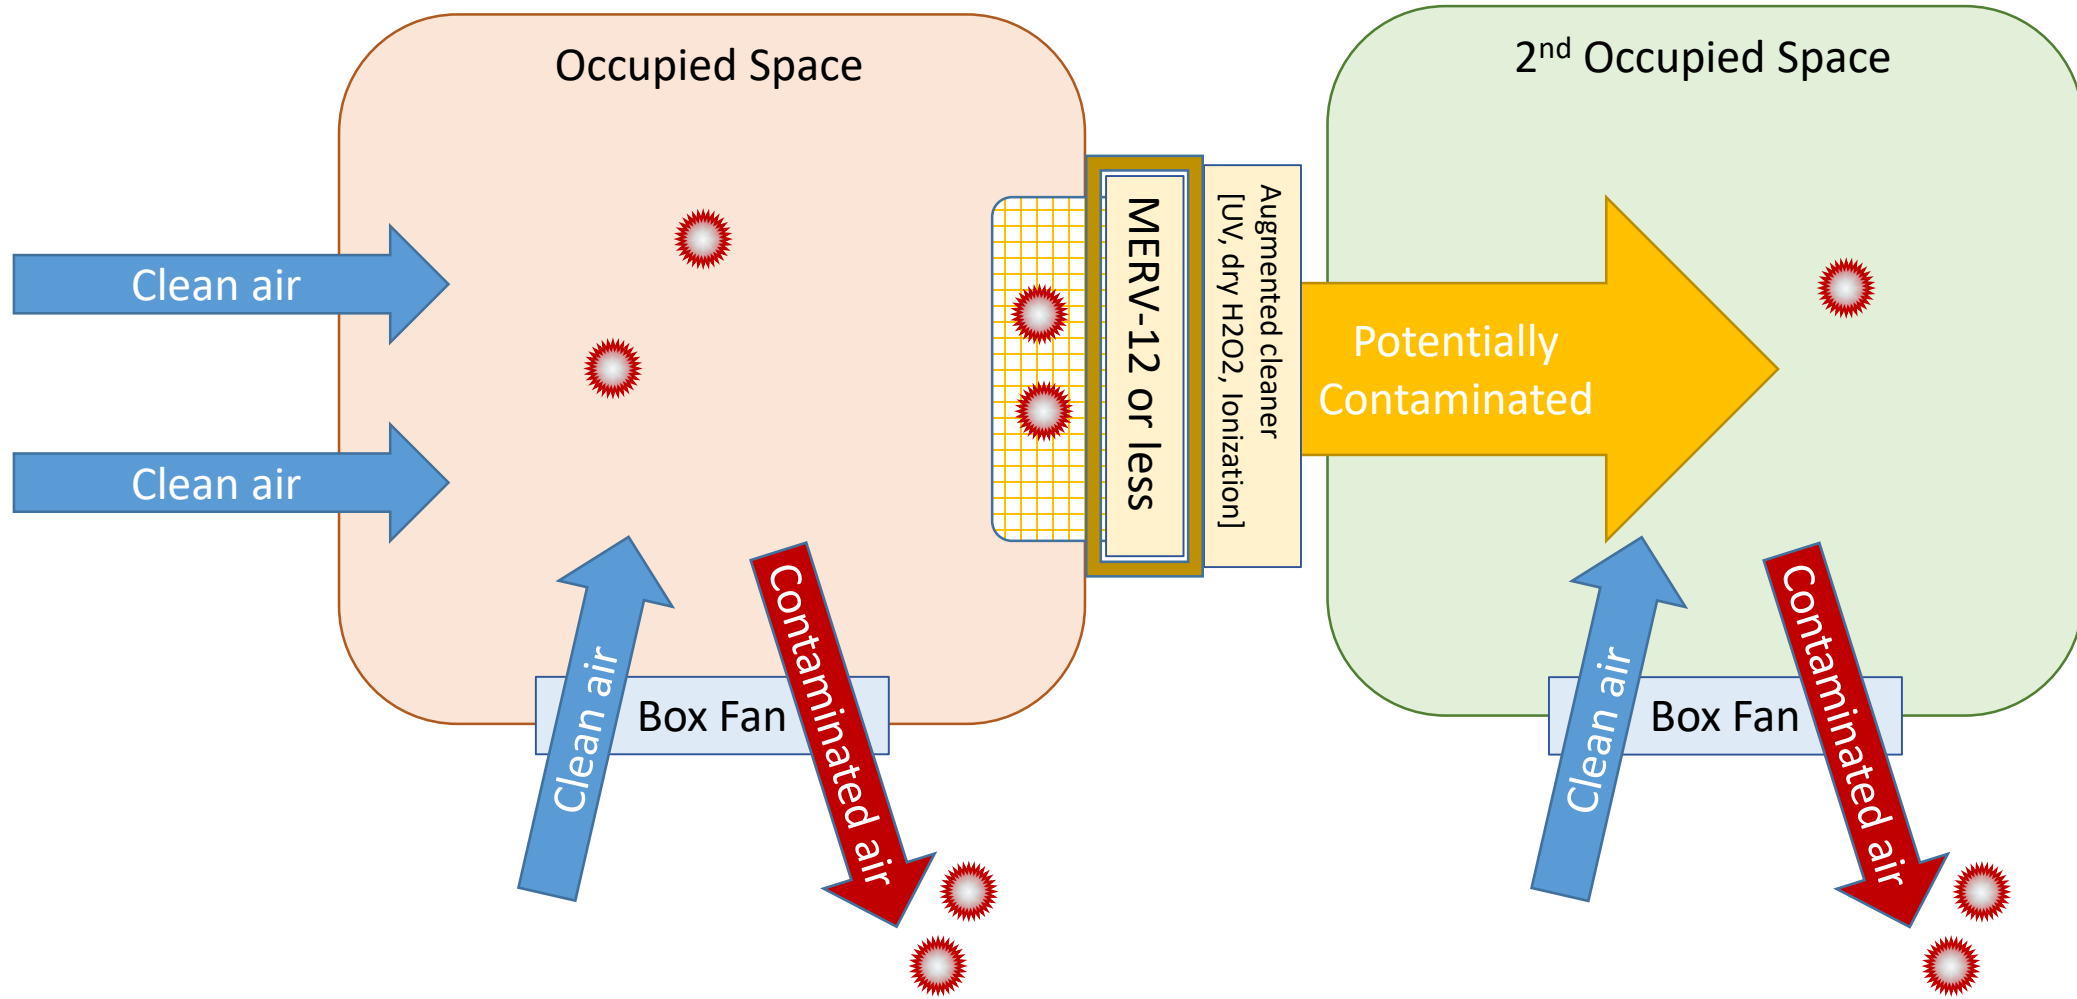 Occupied Space
2nd Occupied Space
Clean air
Clean air
MERV-12 or less
Augmented cleaner
[UV, dry H2O2, Ionization]
Potentially
Contaminated
Clean air
Box Fan
Contaminated air
Clean air
Box Fan
Contaminated air